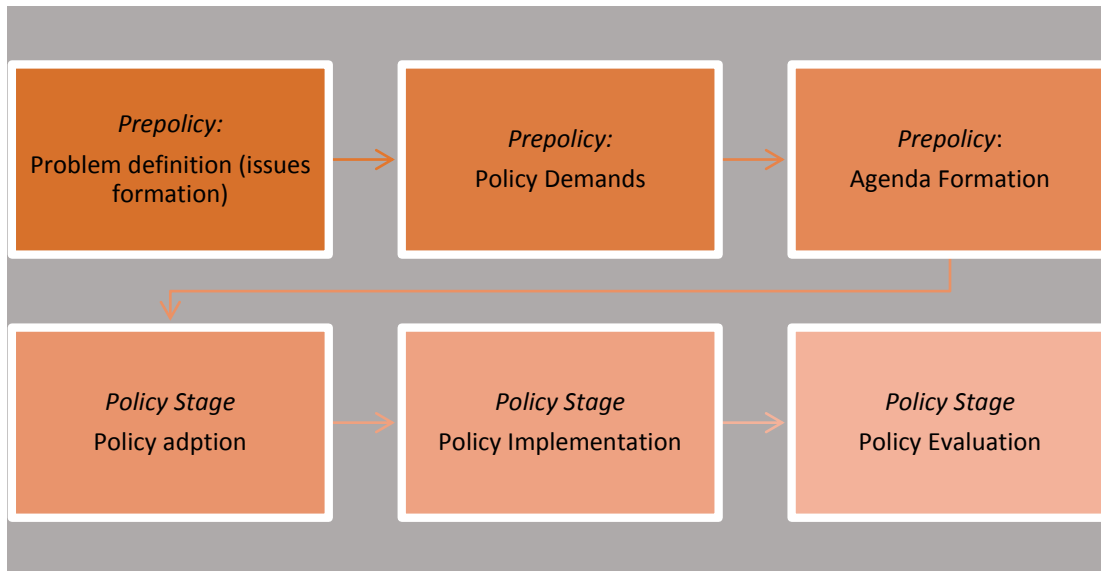 Prepolicy:
Problem definition (issues
formation)
Prepolicy:
Policy Demands
Prepolicy:
Agenda Formation
Policy Stage
Policy adption
Policy Stage
Policy Implementation
Policy Stage
Policy Evaluation